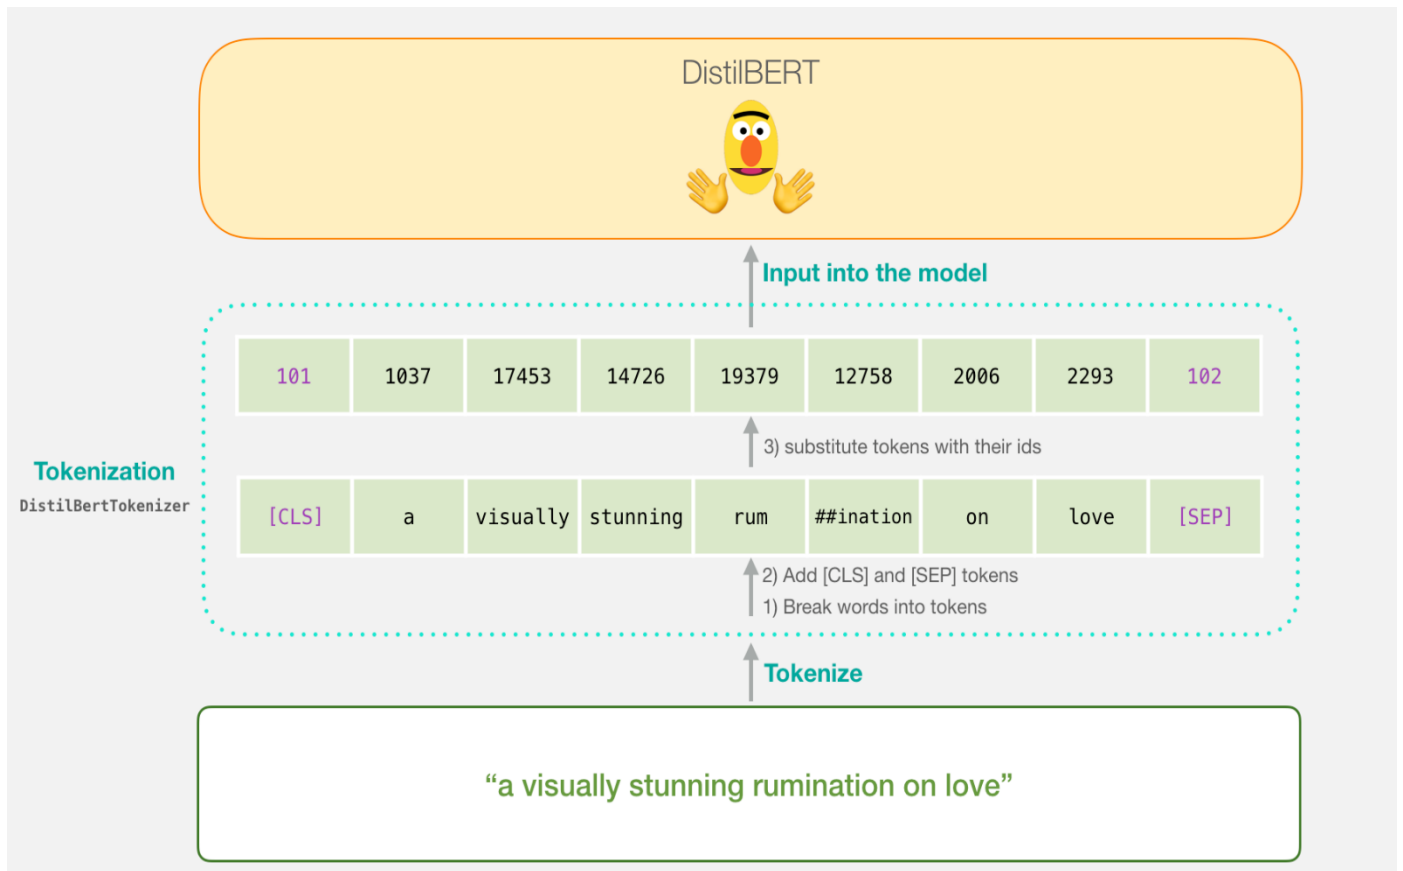 DistilBERT
Input into the model
101 1037 17453 14726 19379 12758 2006 2293 102
3) substitute tokens with their ids
Tokenization
DistilBertTokenizer
[CLS] a visually stunning rum ##ination on love [SEP]
2) Add [CLS] and [SEP] tokens
1) Break words into tokens
Tokenize
“a visually stunning rumination on love”